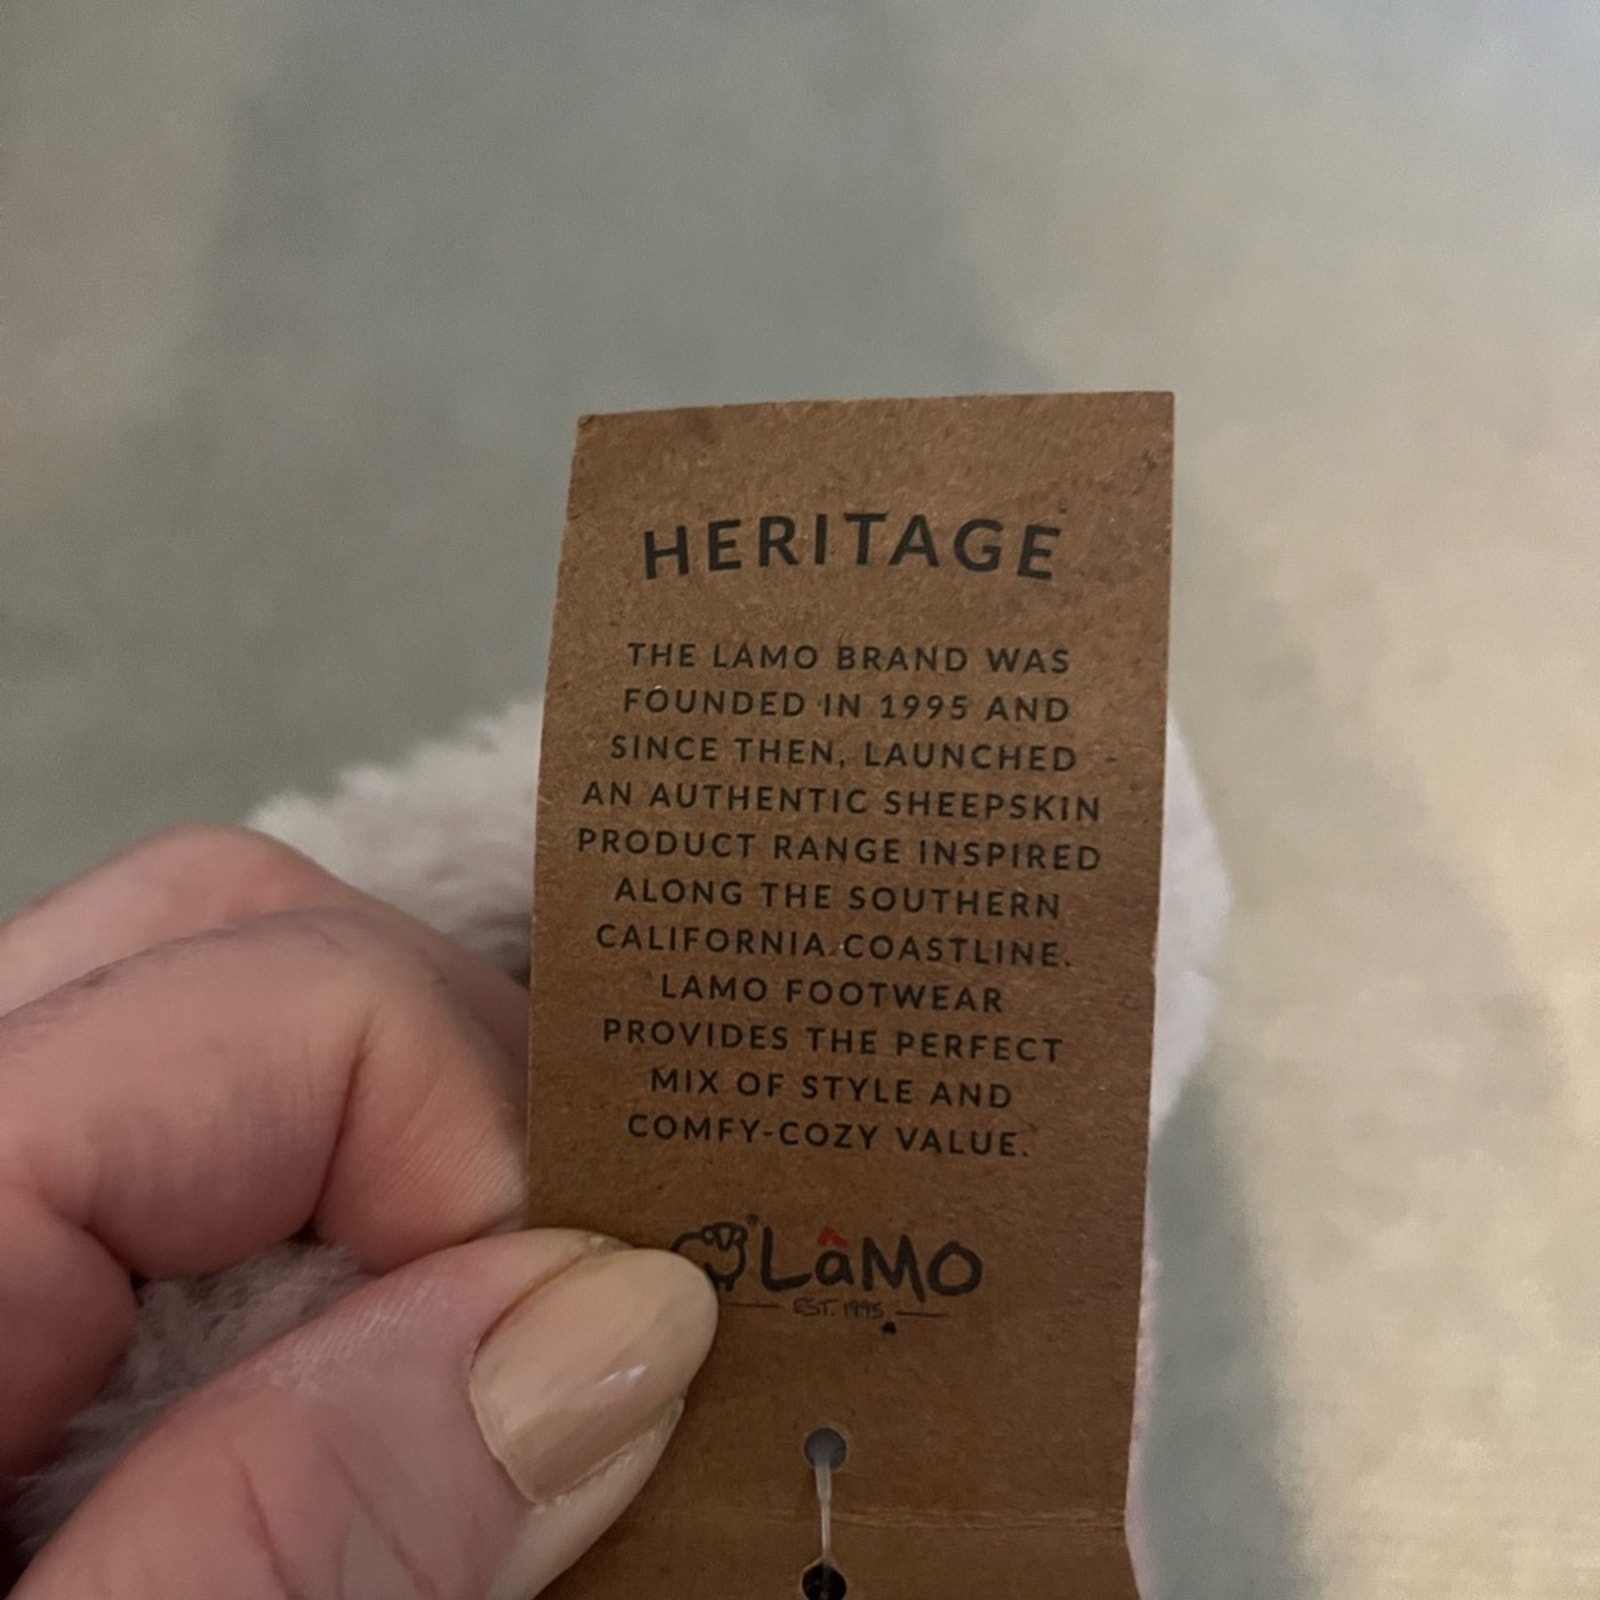 HERITAGE
THE LAMO BRAND WAS
FOUNDED IN 1995 AND
SINCE THEN, LAUNCHED
AN AUTHENTIC SHEEPSKIN
PRODUCT RANGE INSPIRED
ALONG THE SOUTHERN
CALIFORNIA COASTLINE.
LAMO FOOTWEAR
PROVIDES THE PERFECT
MIX OF STYLE AND
COMFY-COZY VALUE.
LâMO
EST. 1995